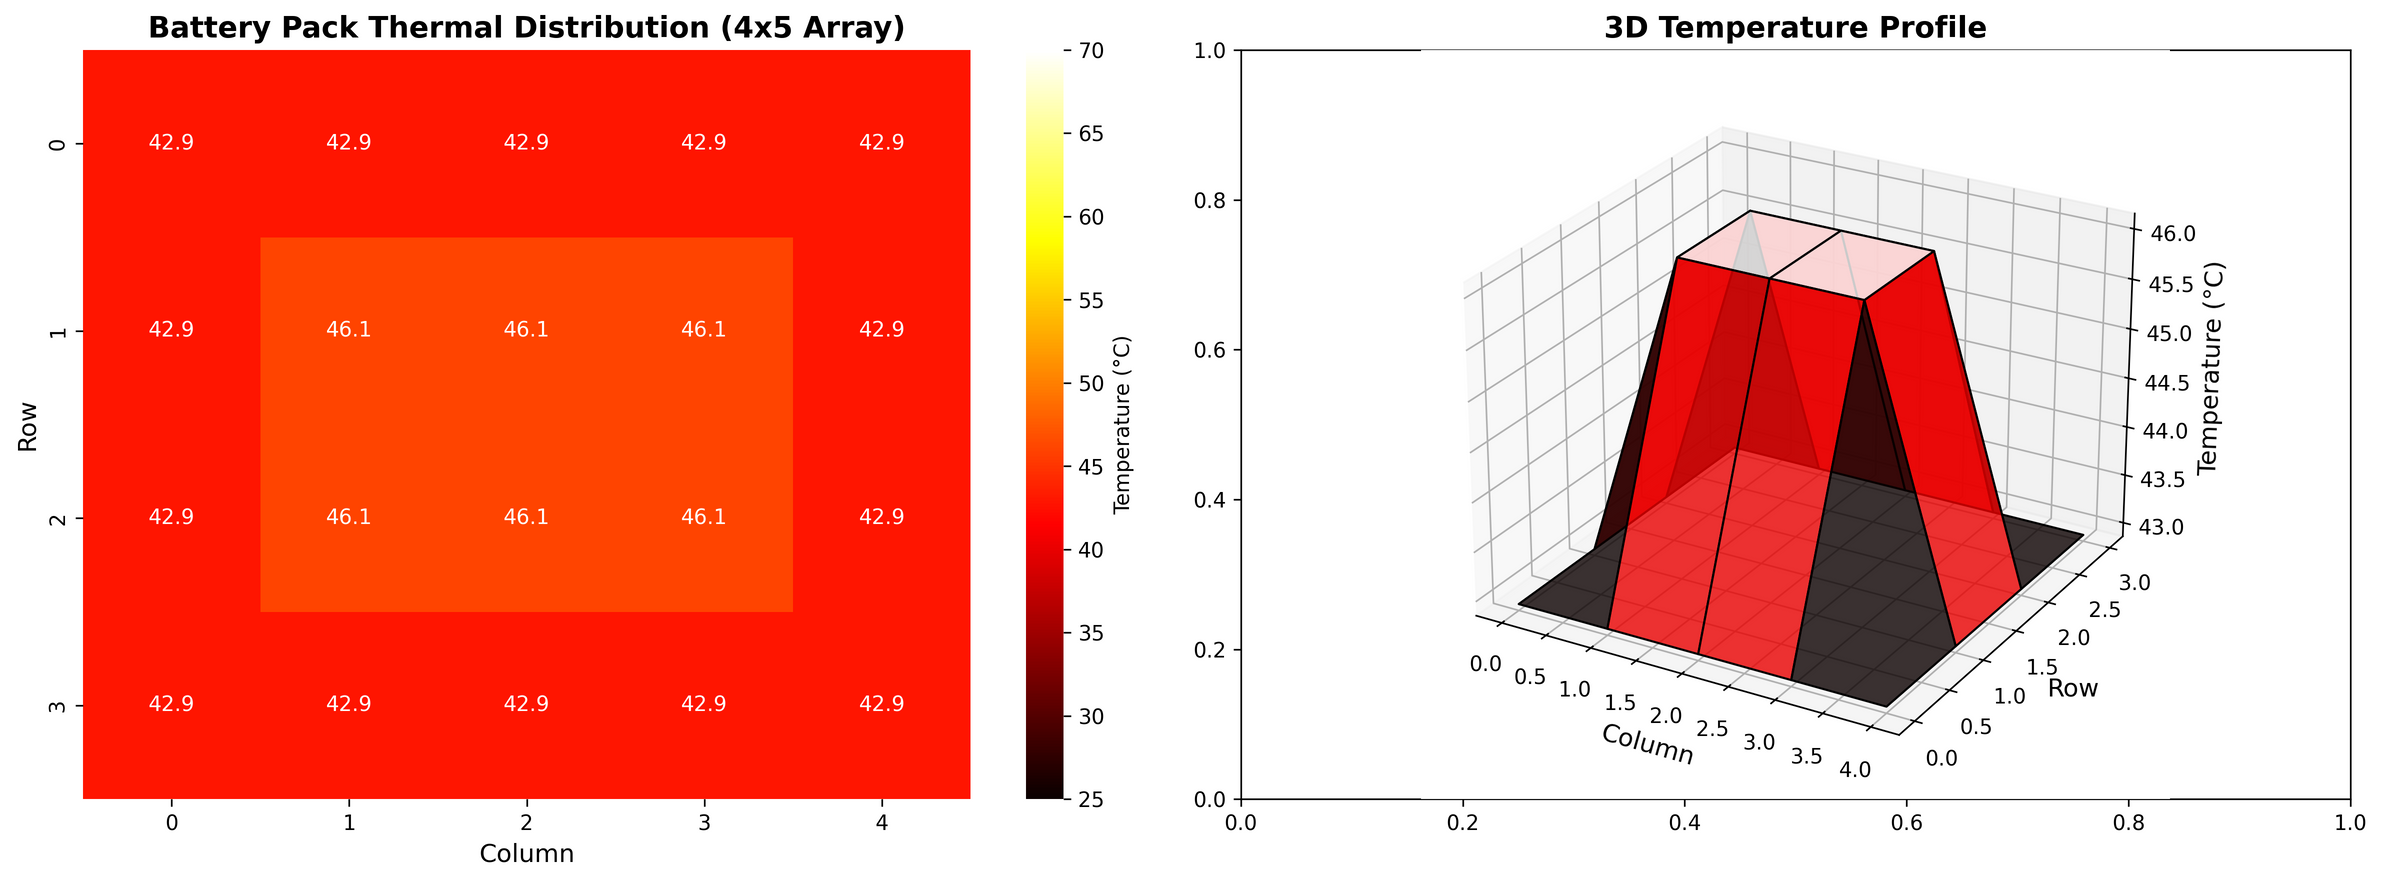 Battery Pack Thermal Distribution (4x5 Array)
0 42.9 42.9 42.9 42.9 42.9
1 42.9 46.1 46.1 46.1 42.9
2 42.9 46.1 46.1 46.1 42.9
3 42.9 42.9 42.9 42.9 42.9
Row
0 1 2 3 4
Column
70
65
60
55
50
45
40
35
30
25
Temperature (°C)
3D Temperature Profile
1.0
0.8
0.6
0.4
0.2
0.0
0.0 0.2 0.4 0.6 0.8 1.0
46.0
45.5
45.0
44.5
44.0
43.5
43.0
Temperature (°C)
0.0 0.5 1.0 1.5 2.0 2.5 3.0 3.5 4.0
Column
3.0
2.5
2.0
1.5
1.0
0.5
0.0
Row